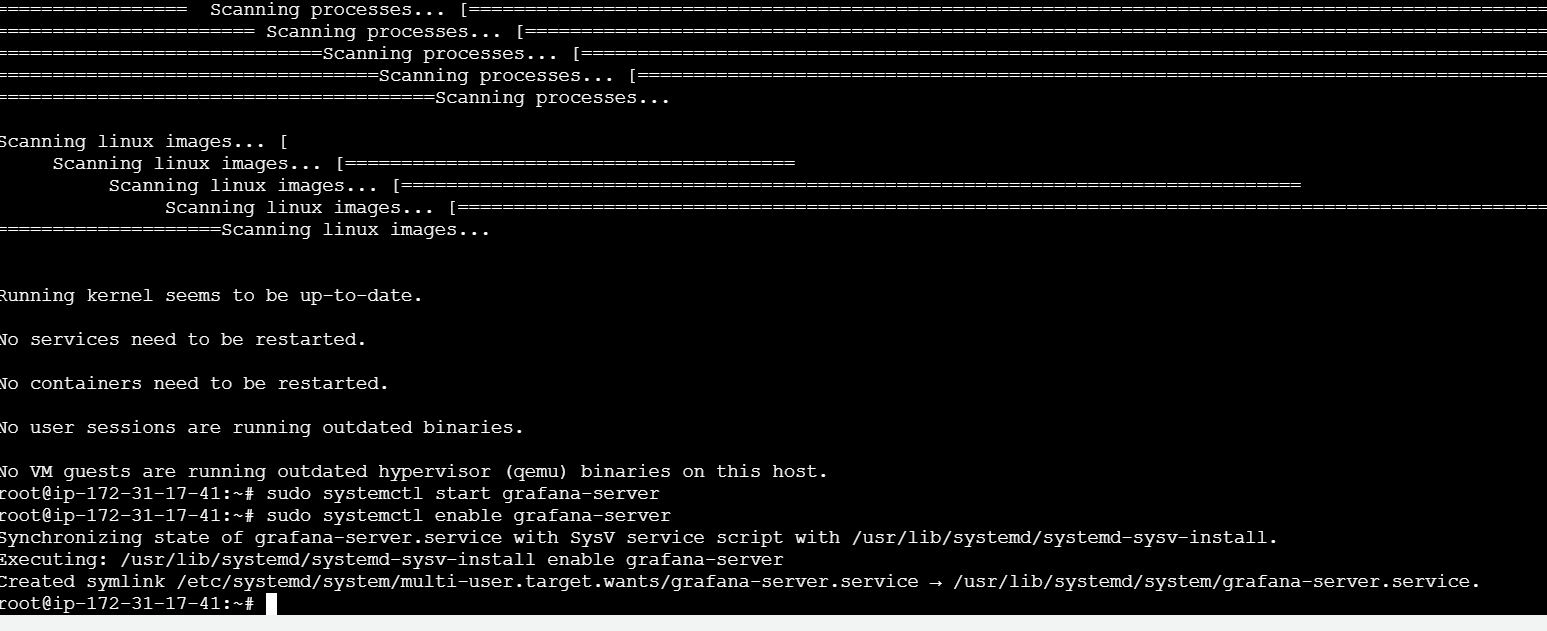 ================  Scanning processes... [================================================================================================
======================= Scanning processes... [===========================================================================================
=============================Scanning processes... [======================================================================================
==================================Scanning processes... [=================================================================================
=======================================Scanning processes...
Scanning linux images... [
Scanning linux images... [========================================
Scanning linux images... [================================================================================
Scanning linux images... [=================================================================================================
====================Scanning linux images...
Running kernel seems to be up-to-date.
No services need to be restarted.
No containers need to be restarted.
No user sessions are running outdated binaries.
No VM guests are running outdated hypervisor (qemu) binaries on this host.
root@ip-172-31-17-41:~# sudo systemctl start grafana-server
root@ip-172-31-17-41:~# sudo systemctl enable grafana-server
Synchronizing state of grafana-server.service with SysV service script with /usr/lib/systemd/systemd-sysv-install.
Executing: /usr/lib/systemd/systemd-sysv-install enable grafana-server
Created symlink /etc/systemd/system/multi-user.target.wants/grafana-server.service → /usr/lib/systemd/system/grafana-server.service.
root@ip-172-31-17-41:~#